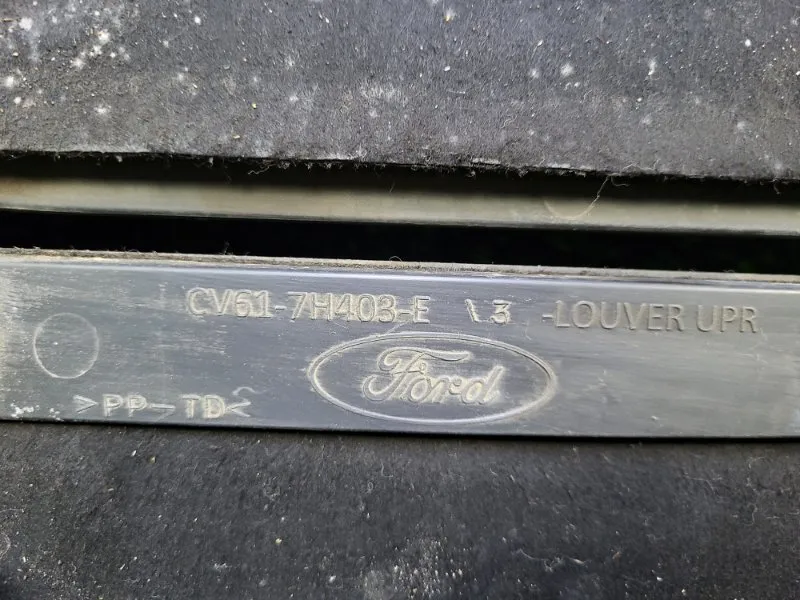 CV61-7H403-E \.3 -LOUVER UPR
Ford
>PP-TD<